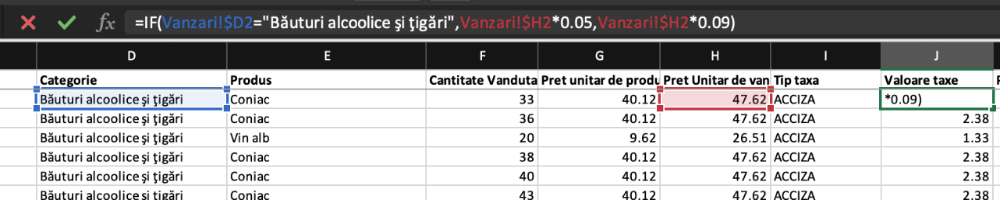 fx =IF(Vanzari!$D2="Băuturi alcoolice şi ţigări",Vanzari!$H2*0.05,Vanzari!$H2*0.09)
D E F G H I J
Categorie Produs Cantitate Vanduta Pret unitar de produ Pret Unitar de van Tip taxa Valoare taxe
Băuturi alcoolice şi ţigări Coniac 33 40.12 47.62 ACCIZA *0.09)
Băuturi alcoolice şi ţigări Coniac 36 40.12 47.62 ACCIZA 2.38
Băuturi alcoolice şi ţigări Vin alb 20 9.62 26.51 ACCIZA 1.33
Băuturi alcoolice şi ţigări Coniac 38 40.12 47.62 ACCIZA 2.38
Băuturi alcoolice şi ţigări Coniac 40 40.12 47.62 ACCIZA 2.38
Băuturi alcoolice şi ţigări Coniac 43 40.12 47.62 ACCIZA 2.38